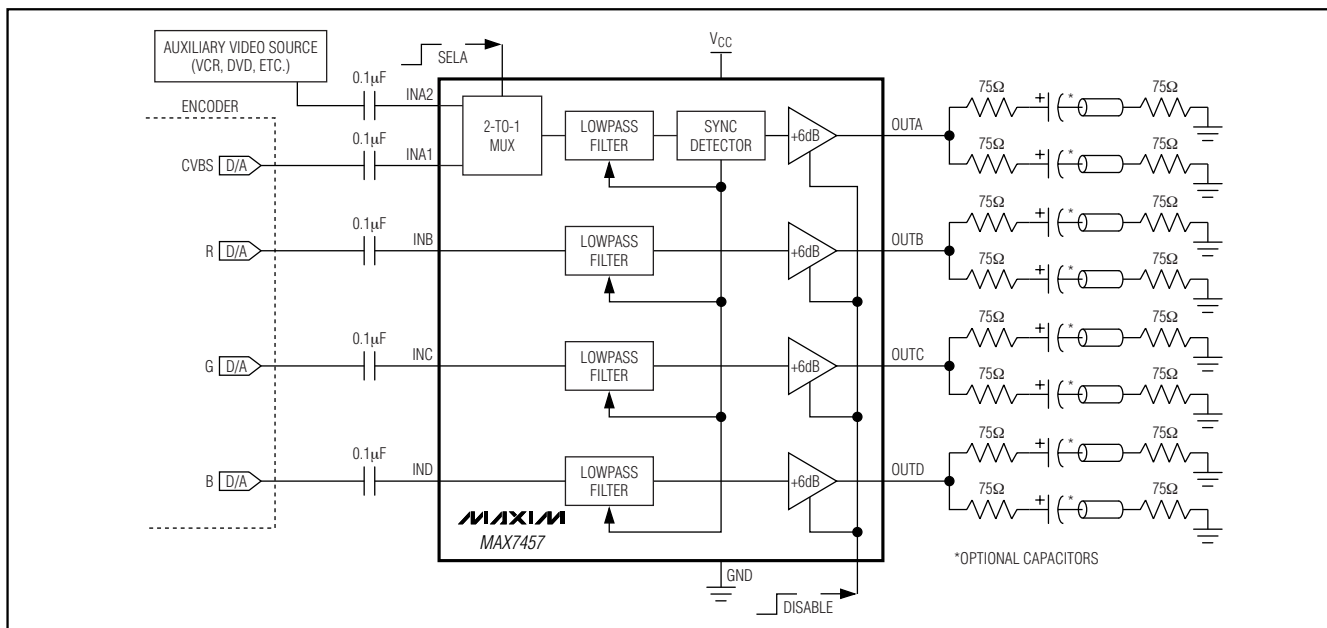 AUXILIARY VIDEO SOURCE
(VCR, DVD, ETC.)
SELA
VCC
0.1μF
INA2
ENCODER
0.1μF
INA1
CVBS D/A
2-TO-1
MUX
LOWPASS
FILTER
SYNC
DETECTOR
+6dB
OUTA
75Ω
+
*
75Ω
75Ω
+
*
75Ω
R D/A
0.1μF
INB
LOWPASS
FILTER
+6dB
OUTB
75Ω
+
*
75Ω
75Ω
+
*
75Ω
G D/A
0.1μF
INC
LOWPASS
FILTER
+6dB
OUTC
75Ω
+
*
75Ω
75Ω
+
*
75Ω
B D/A
0.1μF
IND
LOWPASS
FILTER
+6dB
OUTD
75Ω
+
*
75Ω
75Ω
+
*
75Ω
MAXIM
MAX7457
*OPTIONAL CAPACITORS
GND
DISABLE